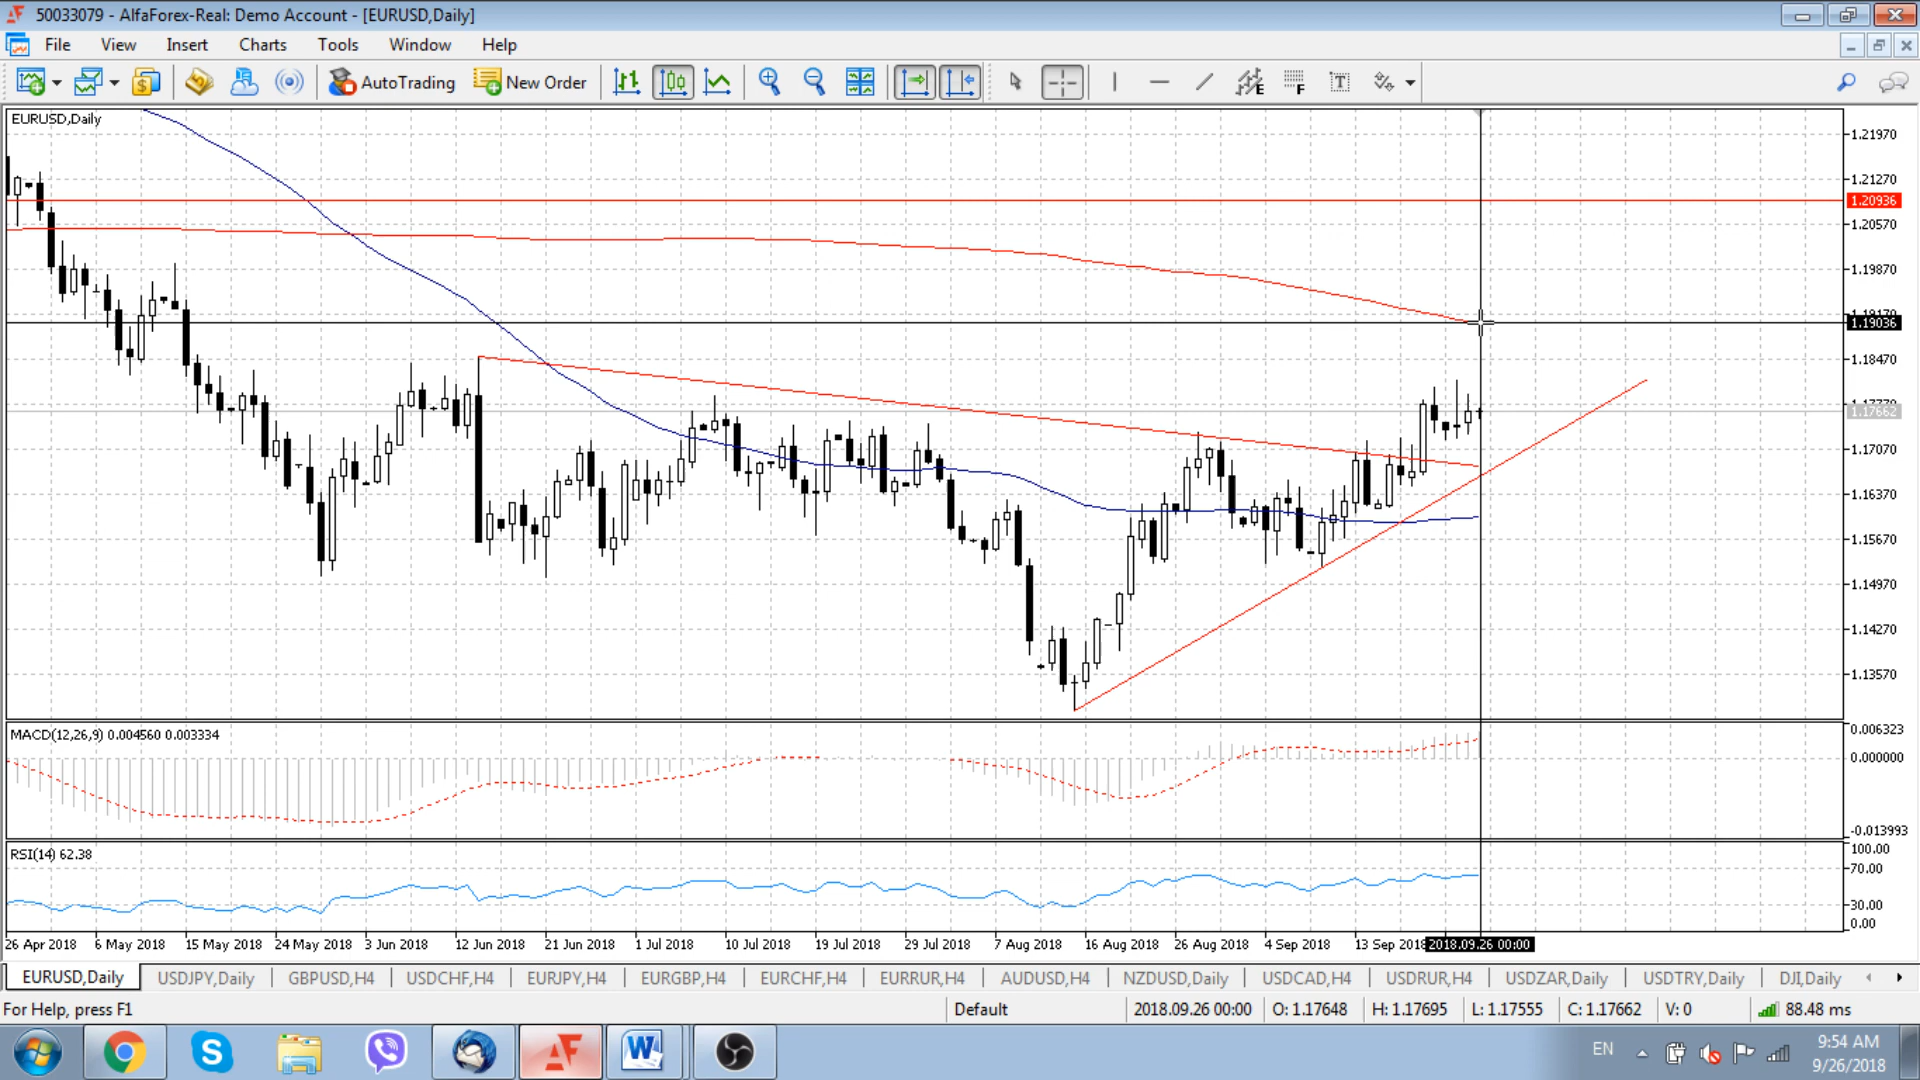 50033079 - AlfaForex-Real: Demo Account - [EURUSD,Daily]
File View Insert Charts Tools Window Help
AutoTrading New Order E F T
EURUSD,Daily
1.21970
1.21270
1.20936
1.20570
1.19870
1.19170
1.19036
1.18470
1.17770
1.17662
1.17070
1.16370
1.15670
1.14970
1.14270
1.13570
MACD(12,26,9) 0.004560 0.003334
0.006323
0.000000
-0.013993
RSI(14) 62.38
100.00
70.00
30.00
0.00
26 Apr 2018 6 May 2018 15 May 2018 24 May 2018 3 Jun 2018 12 Jun 2018 21 Jun 2018 1 Jul 2018 10 Jul 2018 19 Jul 2018 29 Jul 2018 7 Aug 2018 16 Aug 2018 26 Aug 2018 4 Sep 2018 13 Sep 2018 2018.09.26 00:00
EURUSD,Daily USDJPY,Daily GBPUSD,H4 USDCHF,H4 EURJPY,H4 EURGBP,H4 EURCHF,H4 EURRUR,H4 AUDUSD,H4 NZDUSD,Daily USDCAD,H4 USDRUR,H4 USDZAR,Daily USDTRY,Daily DJI,Daily
For Help, press F1 Default 2018.09.26 00:00 O: 1.17648 H: 1.17695 L: 1.17555 C: 1.17662 V: 0 88.48 ms
EN 9:54 AM
9/26/2018